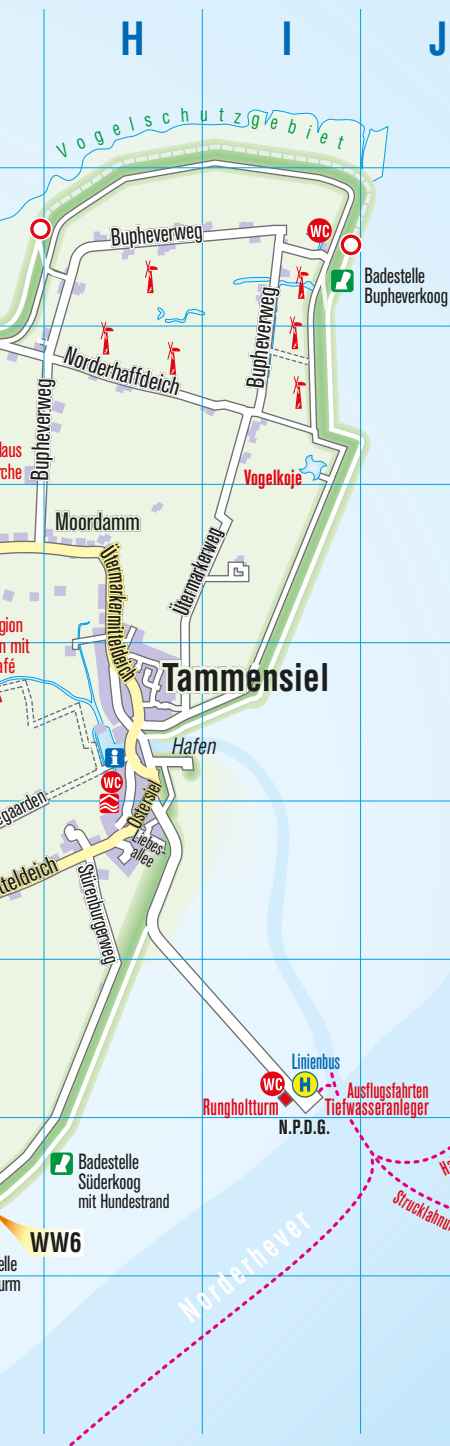 H
I
J
Vogelschutzgebiet
Bupheverweg
WC
Badestelle
Bupheverkoog
Bupheverweg
Norderhaffdeich
Bupheverweg
Vogelkoje
Moordamm
Ütermarkermitteldeich
Ütermarkerweg
n mit
Tammensiel
Hafen
i
WC
Ostersiel
Liebes-
allee
Stürenburgerweg
Linienbus
WC
H
Ausflugsfahrten
Rungholtturm
Tiefwasseranleger
N.P.D.G.
Badestelle
Süderkoog
mit Hundestrand
WW6
Norderhever